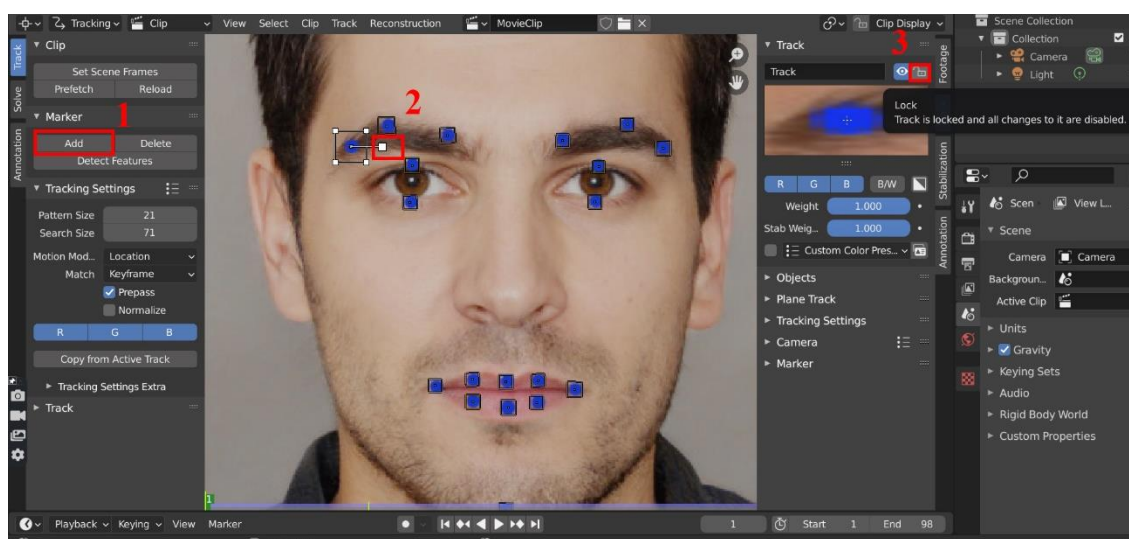 Tracking Clip View Select Clip Track Reconstruction MovieClip Clip Display
Track
Solve
Annotation
Clip
Set Scene Frames
Prefetch Reload
Marker
1
Add Delete
Detect Features
Tracking Settings
Pattern Size 21
Search Size 71
Motion Mod... Location
Match Keyframe
Prepass
Normalize
R G B
Copy from Active Track
Tracking Settings Extra
Track
2
1
3
Track
Track
Lock
Track is locked and all changes to it are disabled.
R G B B/W
Weight 1.000
Stab Weig... 1.000
Custom Color Pres...
Objects
Plane Track
Tracking Settings
Camera
Marker
Footage
Stabilization
Annotation
Scene Collection
Collection
Camera
Light
Scen View L...
Scene
Camera Camera
Backgroun...
Active Clip
Units
Gravity
Keying Sets
Audio
Rigid Body World
Custom Properties
Playback Keying View Marker 1 Start 1 End 98